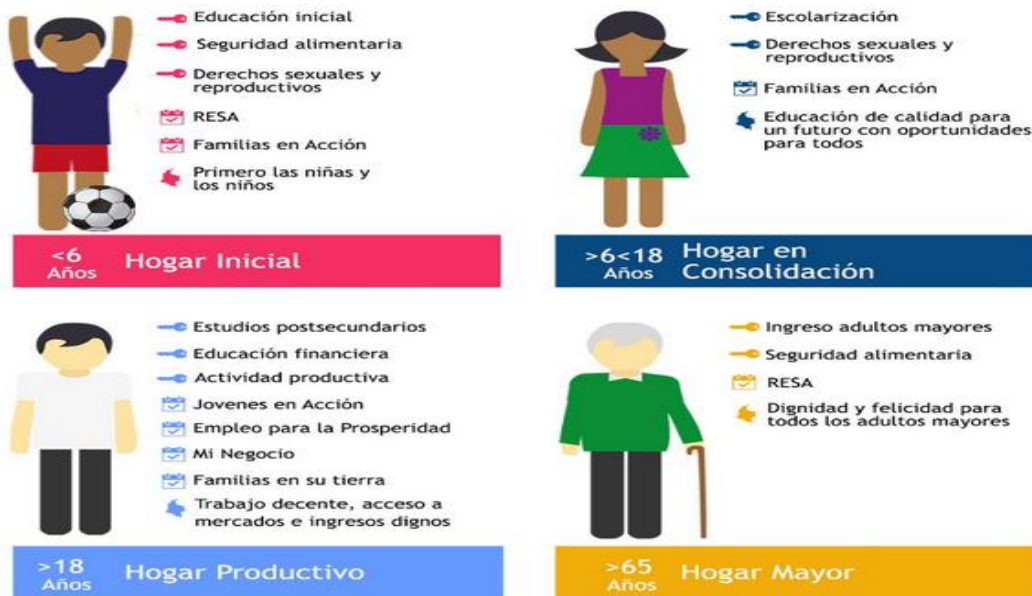 Educación inicial
Seguridad alimentaria
Derechos sexuales y
reproductivos
RESA
Familias en Acción
Primero las niñas y
los niños
<6
Años
Hogar Inicial
Escolarización
Derechos sexuales y
reproductivos
Familias en Acción
Educación de calidad para
un futuro con oportunidades
para todos
>6<18
Años
Hogar en
Consolidación
Estudios postsecundarios
Educación financiera
Actividad productiva
Jovenes en Acción
Empleo para la Prosperidad
Mi Negocio
Familias en su tierra
Trabajo decente, acceso a
mercados e ingresos dignos
>18
Años
Hogar Productivo
Ingreso adultos mayores
Seguridad alimentaria
RESA
Dignidad y felicidad para
todos los adultos mayores
>65
Años
Hogar Mayor